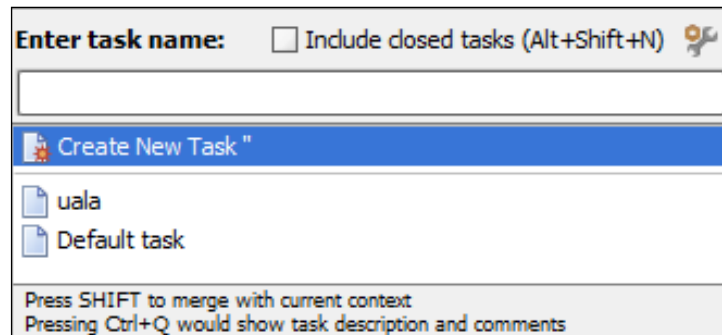 Enter task name: Include closed tasks (Alt+Shift+N)
Create New Task "
uala
Default task
Press SHIFT to merge with current context
Pressing Ctrl+Q would show task description and comments